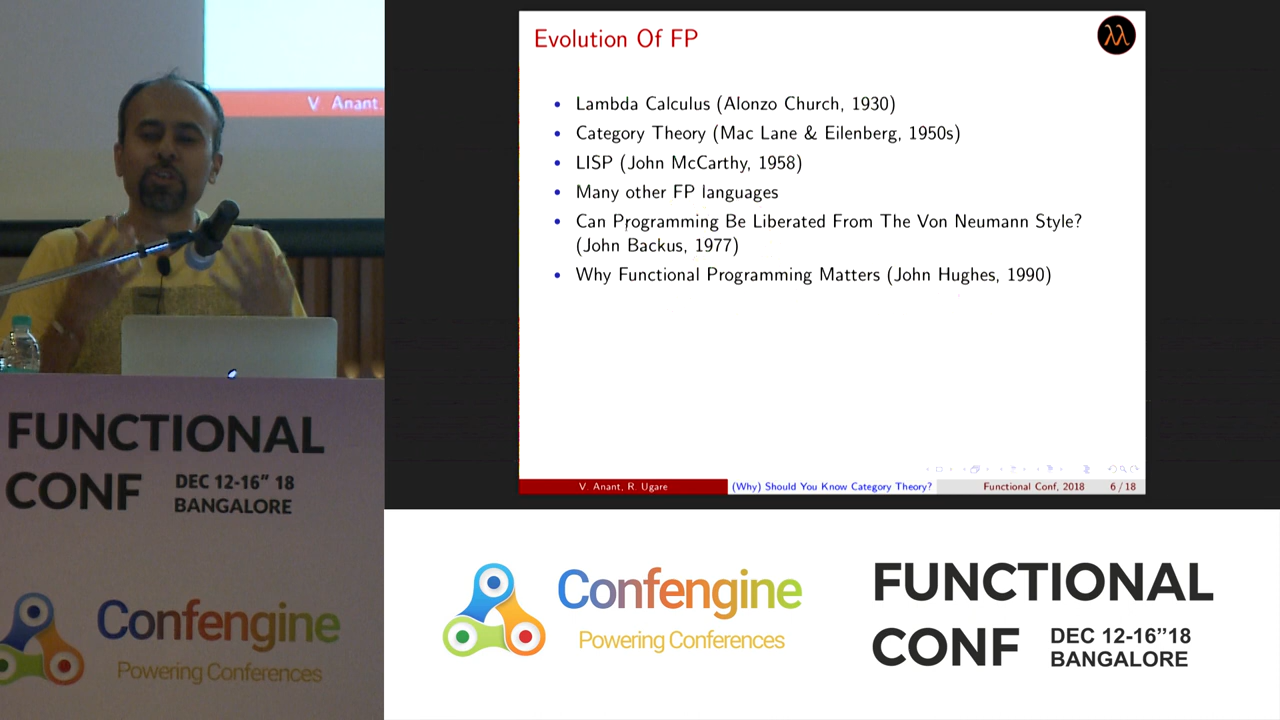 V Anant,
Evolution Of FP
λλ
• Lambda Calculus (Alonzo Church, 1930)
• Category Theory (Mac Lane & Eilenberg, 1950s)
• LISP (John McCarthy, 1958)
• Many other FP languages
• Can Programming Be Liberated From The Von Neumann Style?
(John Backus, 1977)
• Why Functional Programming Matters (John Hughes, 1990)
V Anant, R. Ugare
(Why) Should You Know Category Theory?
Functional Conf, 2018
6 / 18
FUNCTIONAL
CONF
DEC 12-16” 18
BANGALORE
Confengine
Powering Conferences
Confengine
Powering Conferences
FUNCTIONAL
CONF
DEC 12-16”18
BANGALORE